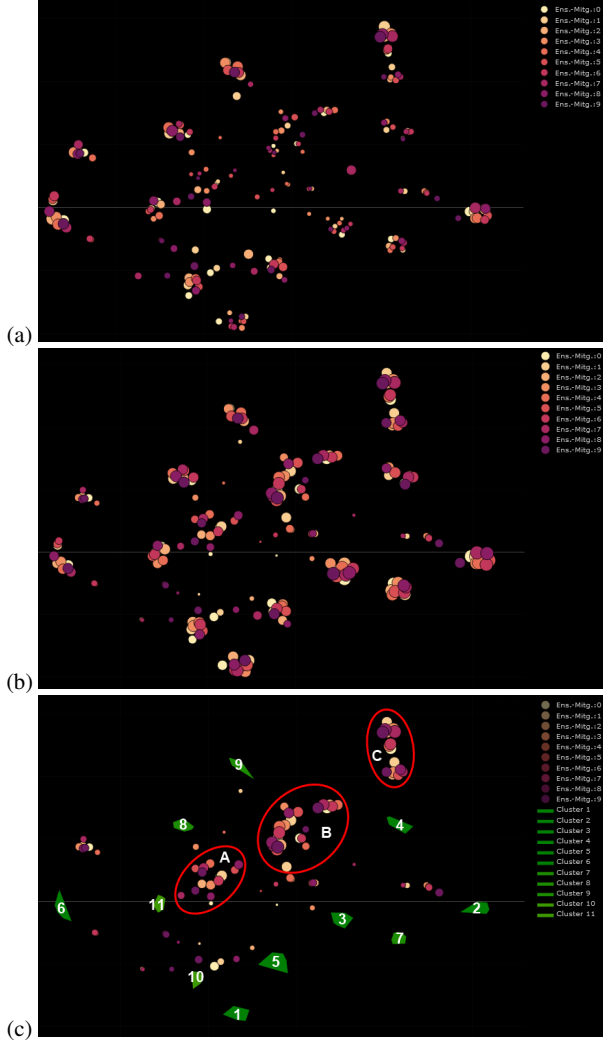 Ens.-Mitg.:0
Ens.-Mitg.:1
Ens.-Mitg.:2
Ens.-Mitg.:3
Ens.-Mitg.:4
Ens.-Mitg.:5
Ens.-Mitg.:6
Ens.-Mitg.:7
Ens.-Mitg.:8
Ens.-Mitg.:9
(a)
Ens.-Mitg.:0
Ens.-Mitg.:1
Ens.-Mitg.:2
Ens.-Mitg.:3
Ens.-Mitg.:4
Ens.-Mitg.:5
Ens.-Mitg.:6
Ens.-Mitg.:7
Ens.-Mitg.:8
Ens.-Mitg.:9
(b)
Ens.-Mitg.:0
Ens.-Mitg.:1
Ens.-Mitg.:2
Ens.-Mitg.:3
Ens.-Mitg.:4
Ens.-Mitg.:5
Ens.-Mitg.:6
Ens.-Mitg.:7
Ens.-Mitg.:8
Ens.-Mitg.:9
Cluster 1
Cluster 2
Cluster 3
Cluster 4
Cluster 5
Cluster 6
Cluster 7
Cluster 8
Cluster 9
Cluster 10
Cluster 11
C
9
8
4
B
A
6
11
3
2
7
5
10
1
(c)